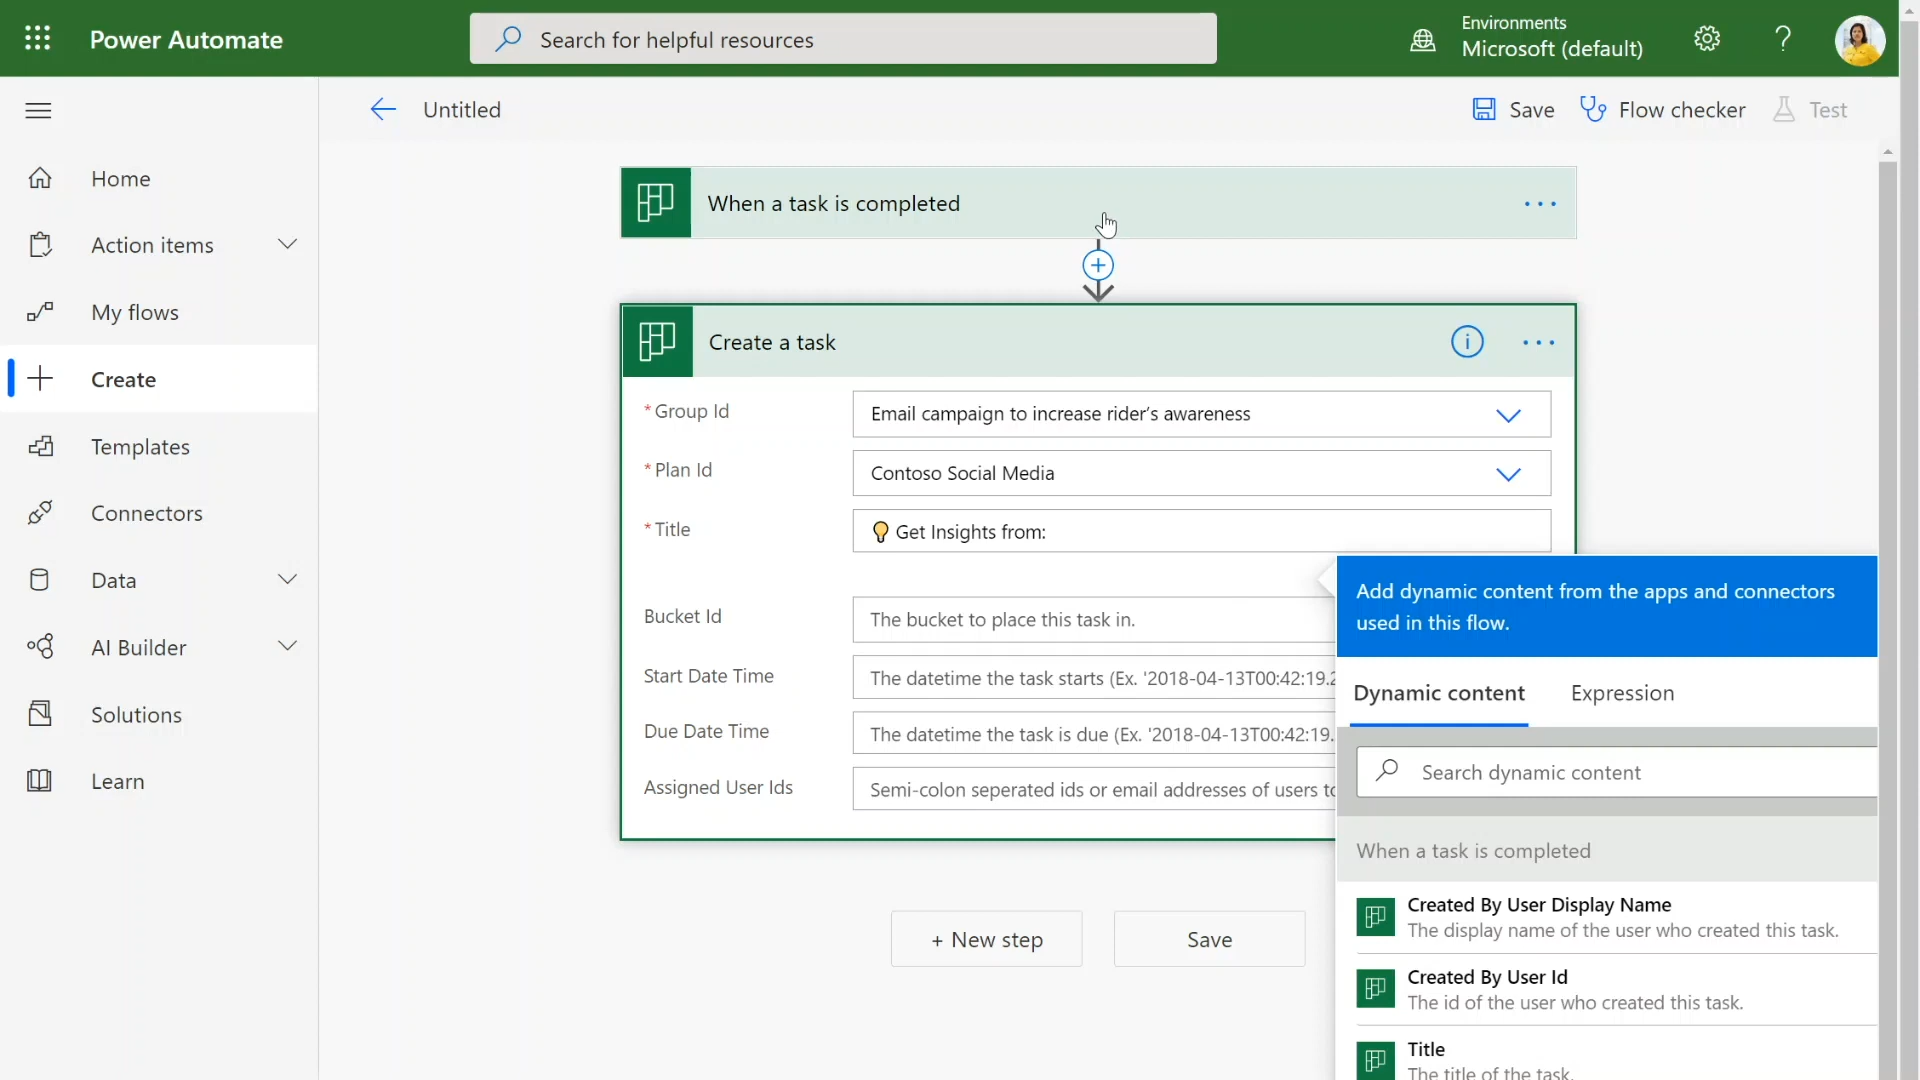 Power Automate
Search for helpful resources
Environments
Microsoft (default)
Untitled
Save
Flow checker
Test
Home
Action items
My flows
Create
Templates
Connectors
Data
AI Builder
Solutions
Learn
When a task is completed
Create a task
* Group Id
Email campaign to increase rider’s awareness
* Plan Id
Contoso Social Media
* Title
Get Insights from:
Bucket Id
The bucket to place this task in.
Start Date Time
The datetime the task starts (Ex. '2018-04-13T00:42:19.2
Due Date Time
The datetime the task is due (Ex. '2018-04-13T00:42:19.
Assigned User Ids
Semi-colon seperated ids or email addresses of users to
+ New step
Save
Add dynamic content from the apps and connectors
used in this flow.
Dynamic content
Expression
Search dynamic content
When a task is completed
Created By User Display Name
The display name of the user who created this task.
Created By User Id
The id of the user who created this task.
Title
The title of the task.